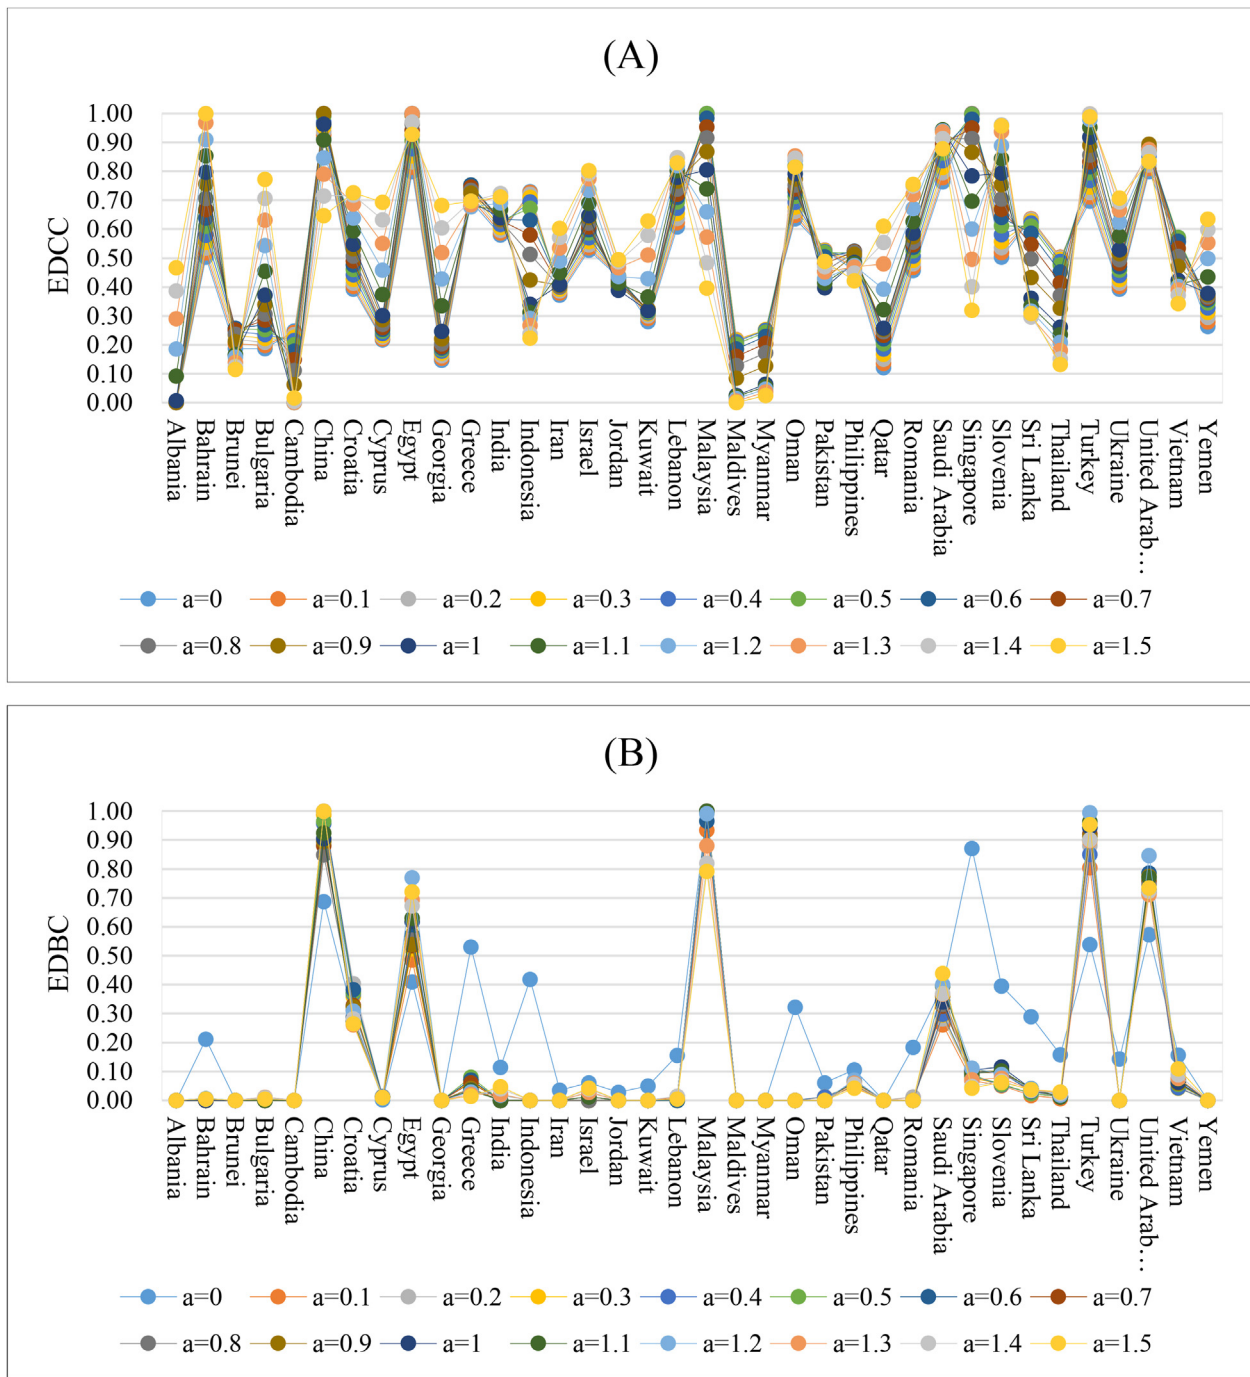 (A)
EDCC
1.00
0.90
0.80
0.70
0.60
0.50
0.40
0.30
0.20
0.10
0.00
Albania
Bahrain
Brunei
Bulgaria
Cambodia
China
Croatia
Cyprus
Egypt
Georgia
Greece
India
Indonesia
Iran
Israel
Jordan
Kuwait
Lebanon
Malaysia
Maldives
Myanmar
Oman
Pakistan
Philippines
Qatar
Romania
Saudi Arabia
Singapore
Slovenia
Sri Lanka
Thailand
Turkey
Ukraine
United Arab…
Vietnam
Yemen
a=0 a=0.1 a=0.2 a=0.3 a=0.4 a=0.5 a=0.6 a=0.7
a=0.8 a=0.9 a=1 a=1.1 a=1.2 a=1.3 a=1.4 a=1.5
(B)
EDBC
1.00
0.90
0.80
0.70
0.60
0.50
0.40
0.30
0.20
0.10
0.00
Albania
Bahrain
Brunei
Bulgaria
Cambodia
China
Croatia
Cyprus
Egypt
Georgia
Greece
India
Indonesia
Iran
Israel
Jordan
Kuwait
Lebanon
Malaysia
Maldives
Myanmar
Oman
Pakistan
Philippines
Qatar
Romania
Saudi Arabia
Singapore
Slovenia
Sri Lanka
Thailand
Turkey
Ukraine
United Arab…
Vietnam
Yemen
a=0 a=0.1 a=0.2 a=0.3 a=0.4 a=0.5 a=0.6 a=0.7
a=0.8 a=0.9 a=1 a=1.1 a=1.2 a=1.3 a=1.4 a=1.5